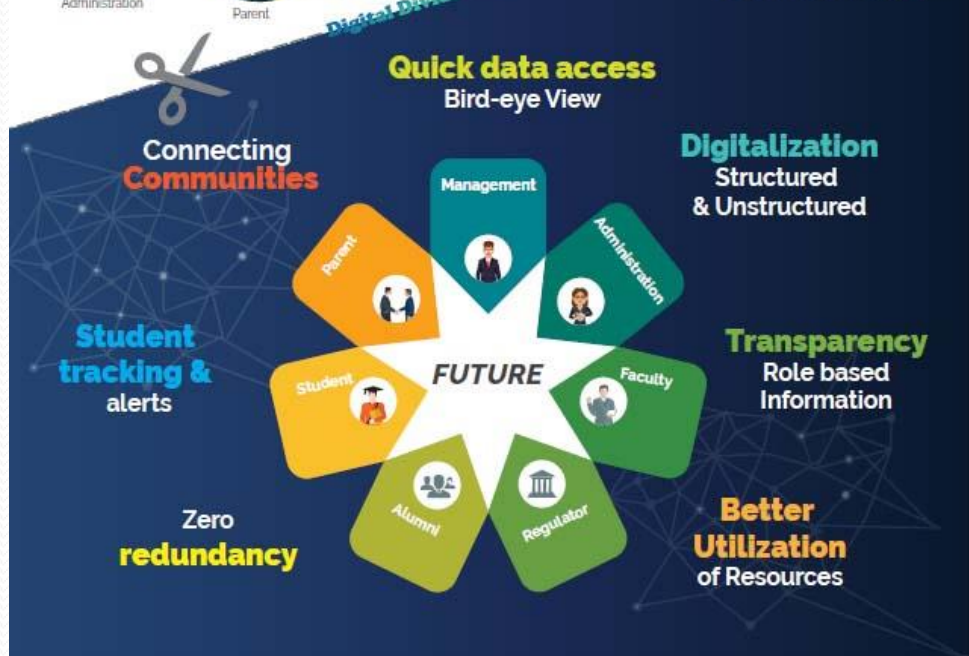 Administration
Parent
Digital
Quick data access
Bird-eye View
Connecting
Communities
Digitalization
Structured
& Unstructured
Management
Parent
Administration
Student
tracking &
alerts
FUTURE
Student
Faculty
Transparency
Role based
Information
Alumni
Regulator
Zero
redundancy
Better
Utilization
of Resources